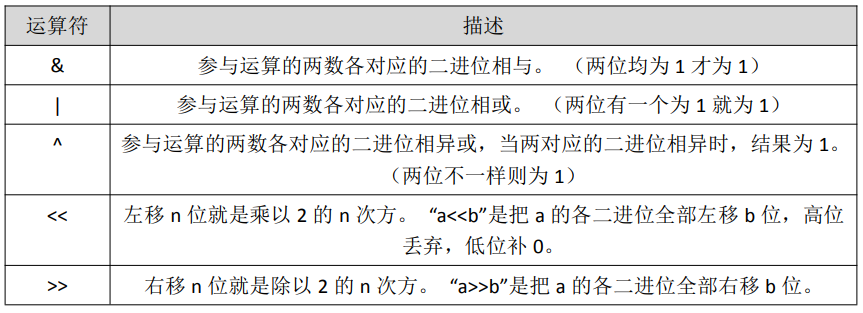 运算符 描述
& 参与运算的两数各对应的二进位相与。 （两位均为 1 才为 1）
| 参与运算的两数各对应的二进位相或。 （两位有一个为 1 就为 1）
^ 参与运算的两数各对应的二进位相异或，当两对应的二进位相异时，结果为 1。
（两位不一样则为 1）
<< 左移 n 位就是乘以 2 的 n 次方。 “a<<b”是把 a 的各二进位全部左移 b 位，高位
丢弃，低位补 0。
>> 右移 n 位就是除以 2 的 n 次方。 “a>>b”是把 a 的各二进位全部右移 b 位。